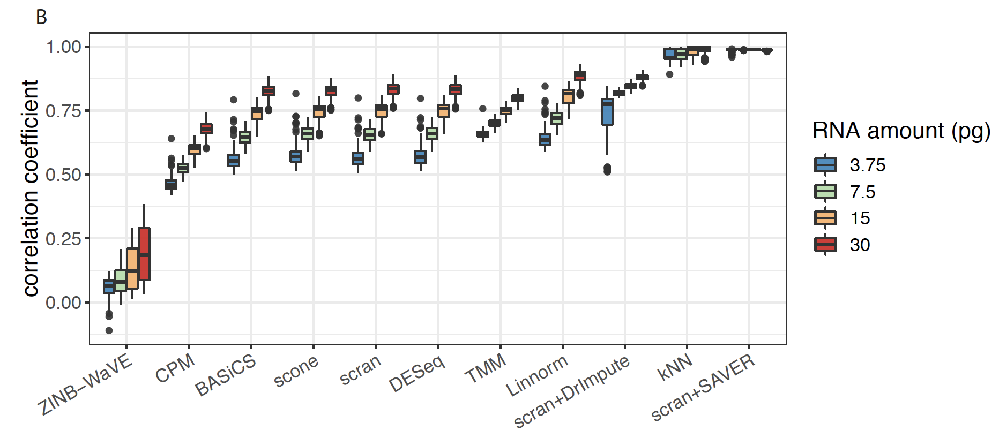 B
correlation coefficient
1.00
0.75
0.50
0.25
0.00
ZINB–WaVE
CPM
BASiCS
scone
scran
DESeq
TMM
Linnorm
scran+DrImpute
kNN
scran+SAVER
RNA amount (pg)
3.75
7.5
15
30